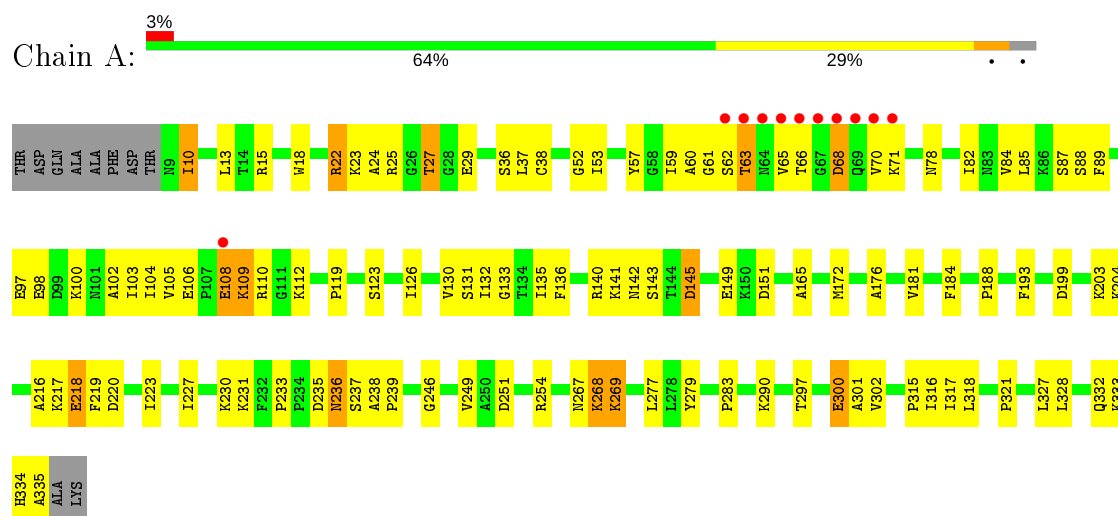 3%
Chain A:
64% 29% • •
THR ASP GLN ALA ALA PHE ASP THR N9 I10 L13 T14 R15 W18 R22 K23 A24 R25 G26 T27 G28 E29 S36 L37 C38 G52 I53 Y57 G58 I59 A60 G61 S62 T63 N64 V65 T66 G67 D68 Q69 V70 K71 N78 I82 N83 V84 L85 K86 S87 S88 F89
E97 E98 D99 K100 N101 A102 I103 I104 V105 E106 P107 E108 K109 R110 G111 K112 P119 S123 I126 V130 S131 I132 G133 T134 I135 F136 R140 K141 N142 S143 T144 D145 E149 K150 D151 A165 M172 A176 V181 F184 P188 F193 D199 K203 K204
A216 K217 E218 F219 D220 I223 I227 K230 K231 F232 P233 P234 D235 N236 S237 A238 P239 G246 V249 A250 D251 R254 N267 K268 K269 L277 L278 Y279 P283 K290 T297 E300 A301 V302 P315 I316 I317 L318 P321 L327 L328 Q332 K333
H334 A335 ALA LYS